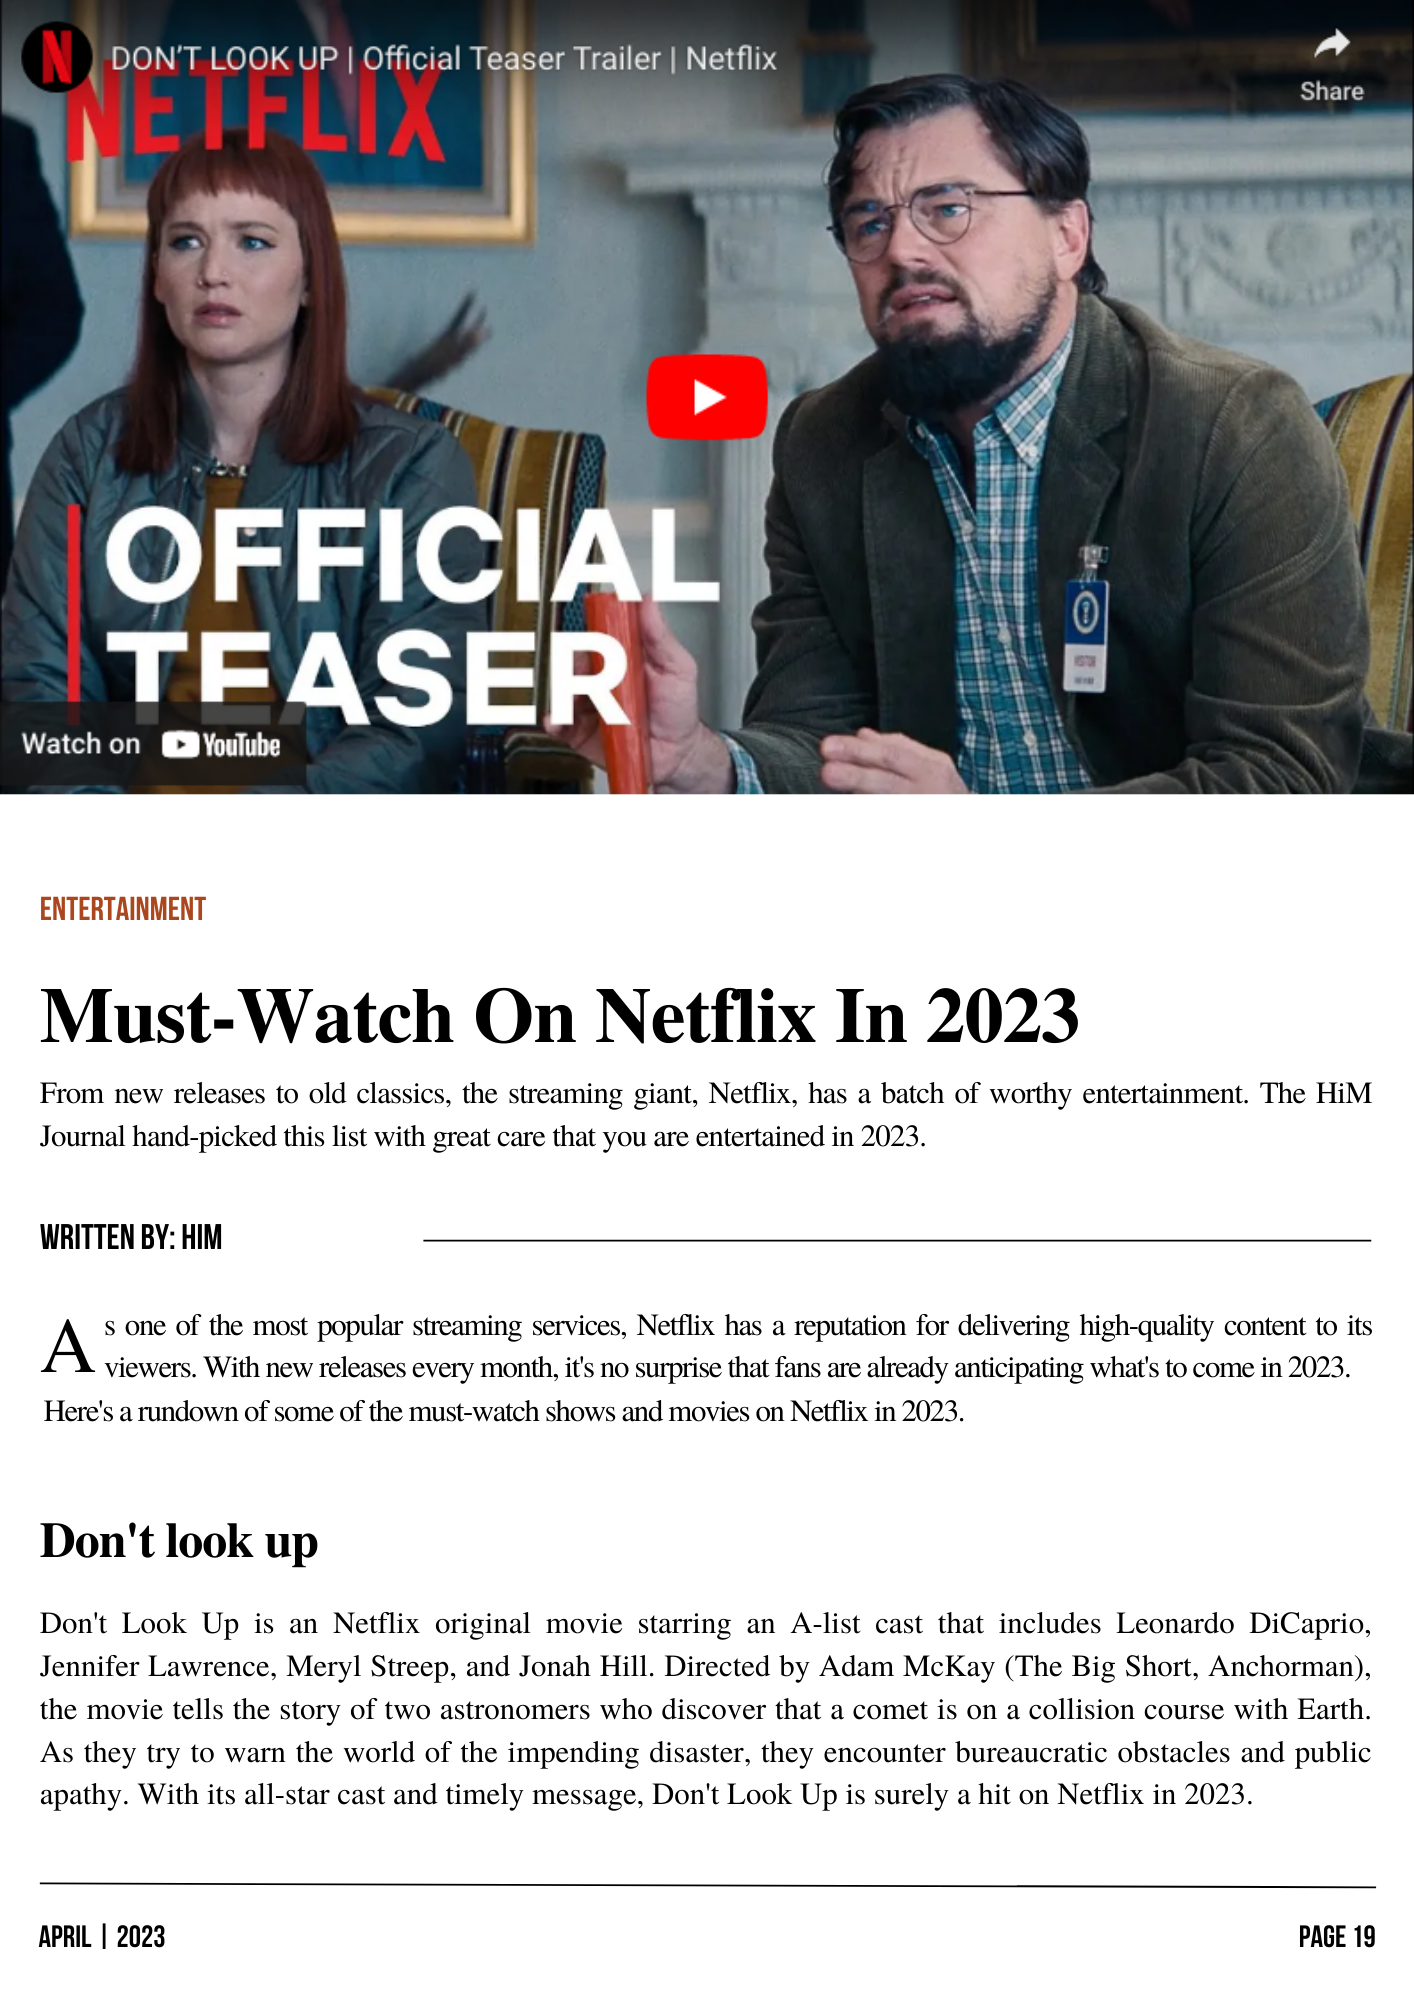 DON'T LOOK UP | Official Teaser Trailer | Netflix
Share
NETFLIX
OFFICIAL
TEASER
VISITOR
Watch on YouTube
ENTERTAINMENT
Must-Watch On Netflix In 2023
From new releases to old classics, the streaming giant, Netflix, has a batch of worthy entertainment. The HiM
Journal hand-picked this list with great care that you are entertained in 2023.
WRITTEN BY: HIM
As one of the most popular streaming services, Netflix has a reputation for delivering high-quality content to its
viewers. With new releases every month, it's no surprise that fans are already anticipating what's to come in 2023.
Here's a rundown of some of the must-watch shows and movies on Netflix in 2023.
Don't look up
Don't Look Up is an Netflix original movie starring an A-list cast that includes Leonardo DiCaprio,
Jennifer Lawrence, Meryl Streep, and Jonah Hill. Directed by Adam McKay (The Big Short, Anchorman),
the movie tells the story of two astronomers who discover that a comet is on a collision course with Earth.
As they try to warn the world of the impending disaster, they encounter bureaucratic obstacles and public
apathy. With its all-star cast and timely message, Don't Look Up is surely a hit on Netflix in 2023.
APRIL | 2023
PAGE 19